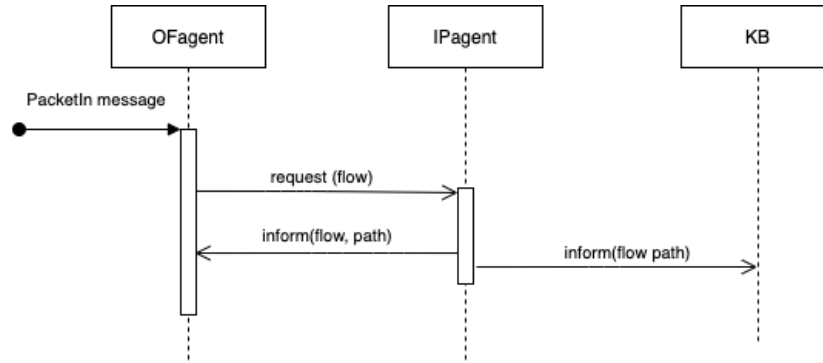 OFagent
IPagent
KB
PacketIn message
request (flow)
inform(flow, path)
inform(flow path)